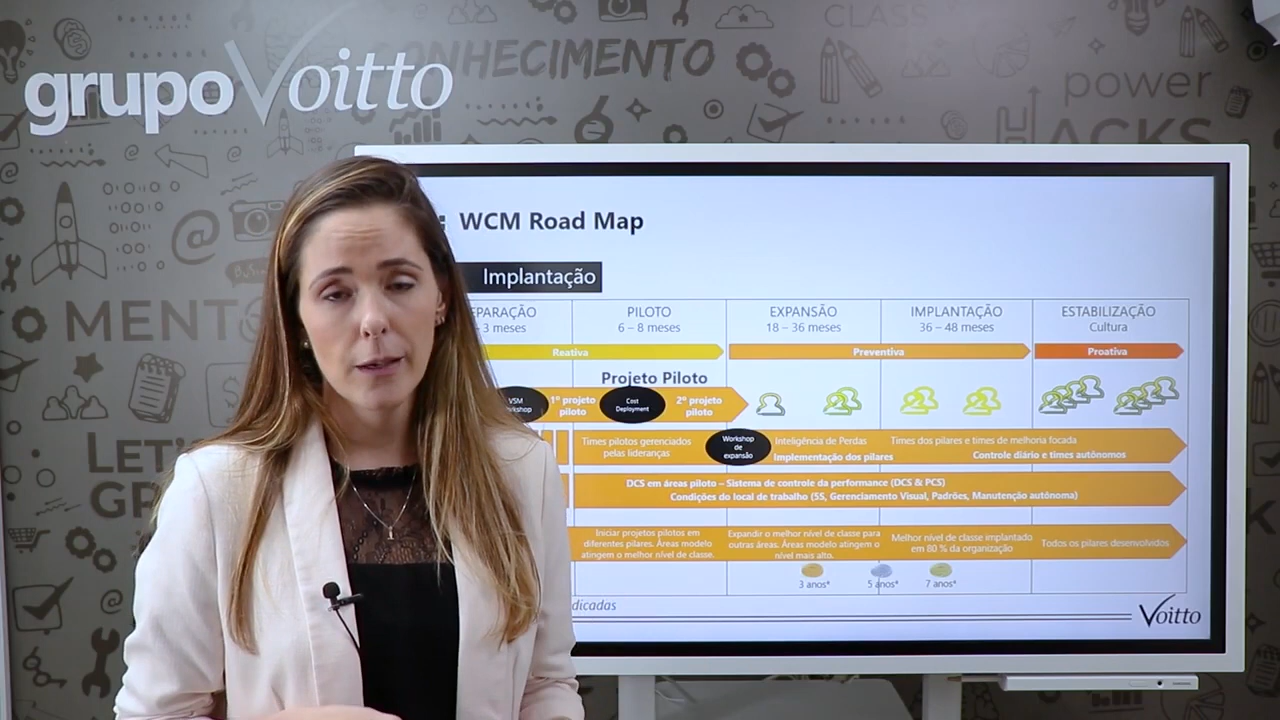 grupoVoitto
CONHECIMENTO
CLASS
power
HACKS
MENTO
LET'S
GR
WCM Road Map
Implantação
EPARAÇÃO
3 meses
PILOTO
6 – 8 meses
EXPANSÃO
18 – 36 meses
IMPLANTAÇÃO
36 – 48 meses
ESTABILIZAÇÃO
Cultura
Reativa
Preventiva
Proativa
Projeto Piloto
VSM
kshop
1º projeto
piloto
Cost
Deployment
2º projeto
piloto
Times pilotos gerenciados
pelas lideranças
Workshop
de
expansão
Inteligência de Perdas
Implementação dos pilares
Times dos pilares e times de melhoria focada
Controle diário e times autônomos
DCS em áreas piloto – Sistema de controle da performance (DCS & PCS)
Condições do local de trabalho (5S, Gerenciamento Visual, Padrões, Manutenção autônoma)
Iniciar projetos pilotos em
diferentes pilares. Áreas modelo
atingem o melhor nível de classe.
Expandir o melhor nível de classe para
outras áreas. Áreas modelo atingem o
nível mais alto.
Melhor nível de classe implantado
em 80 % da organização
Todos os pilares desenvolvidos
3 anos*
5 anos*
7 anos*
dicadas
Voitto